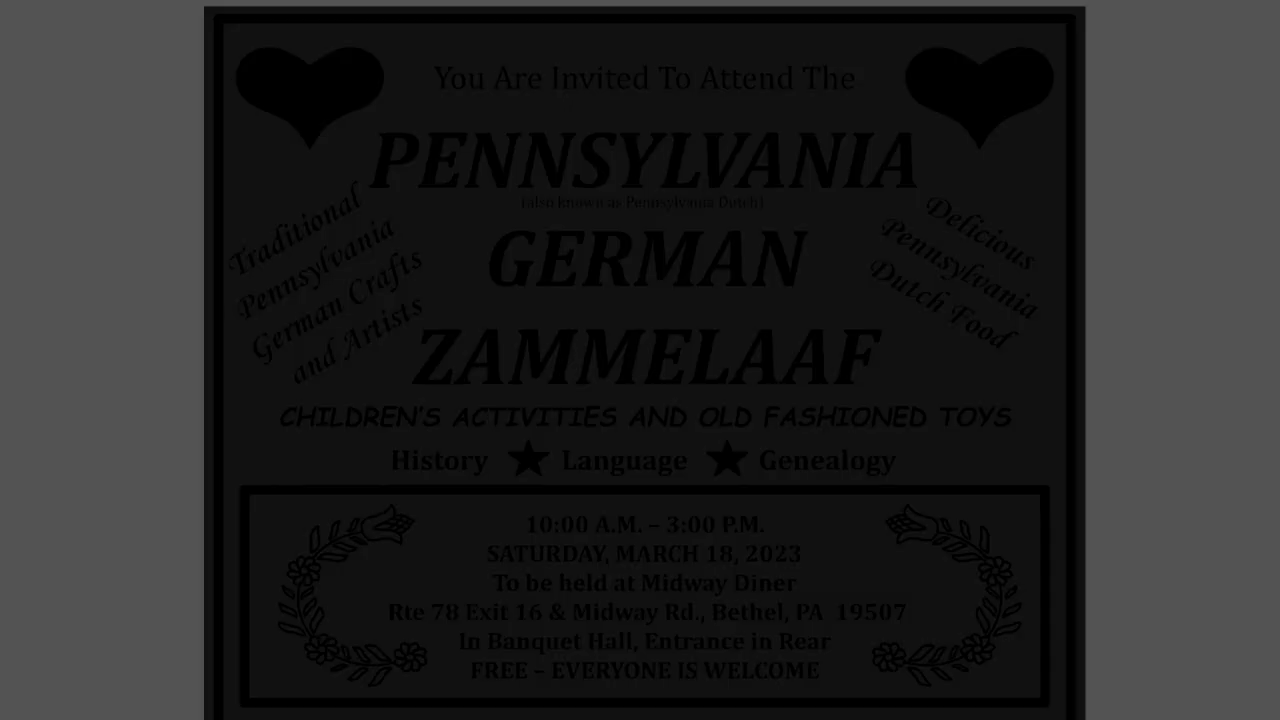 You Are Invited To Attend The
PENNSYLVANIA
(also known as Pennsylvania Dutch)
GERMAN
ZAMMELAAF
Traditional
Pennsylvania
German Crafts
and Artists
Delicious
Pennsylvania
Dutch Food
CHILDREN'S ACTIVITIES AND OLD FASHIONED TOYS
History ★ Language ★ Genealogy
10:00 A.M. – 3:00 P.M.
SATURDAY, MARCH 18, 2023
To be held at Midway Diner
Rte 78 Exit 16 & Midway Rd., Bethel, PA 19507
In Banquet Hall, Entrance in Rear
FREE – EVERYONE IS WELCOME